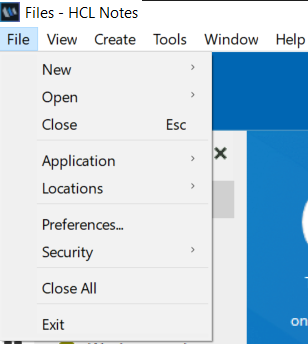 Files - HCL Notes
File View Create Tools Window Help
New
Open
Close Esc
Application
Locations
Preferences...
Security
Close All
Exit
on